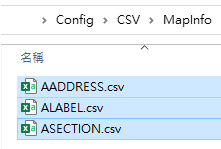 Config > CSV > MapInfo
名稱
AADDRESS.csv
ALABEL.csv
ASECTION.csv